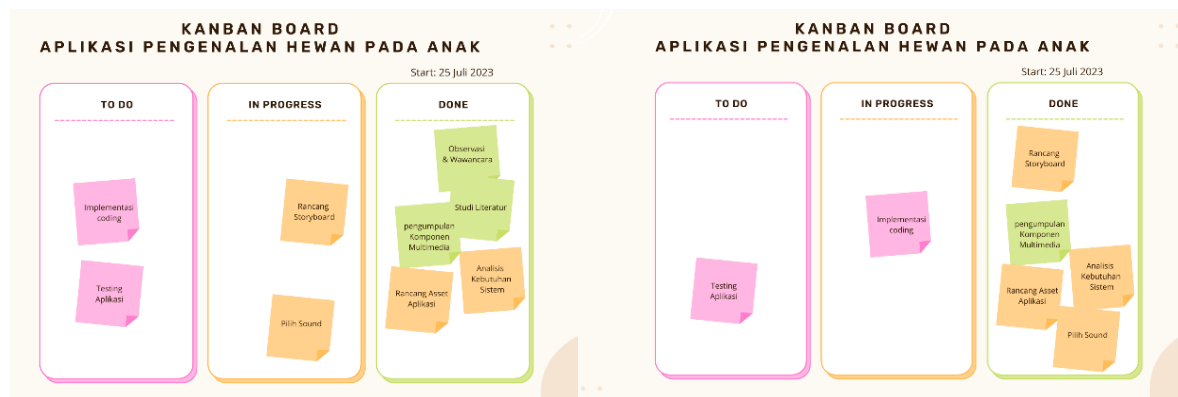 KANBAN BOARD
APLIKASI PENGENALAN HEWAN PADA ANAK
Start: 25 Juli 2023
TO DO
Implementasi
coding
Testing
Aplikasi
IN PROGRESS
Rancang
Storyboard
Pilih Sound
DONE
Observasi
& Wawancara
Studi Literatur
pengumpulan
Komponen
Multimedia
Analisis
Kebutuhan
Sistem
Rancang Asset
Aplikasi
KANBAN BOARD
APLIKASI PENGENALAN HEWAN PADA ANAK
Start: 25 Juli 2023
TO DO
Testing
Aplikasi
IN PROGRESS
Implementasi
coding
DONE
Rancang
Storyboard
pengumpulan
Komponen
Multimedia
Analisis
Kebutuhan
Sistem
Rancang Asset
Aplikasi
Pilih Sound